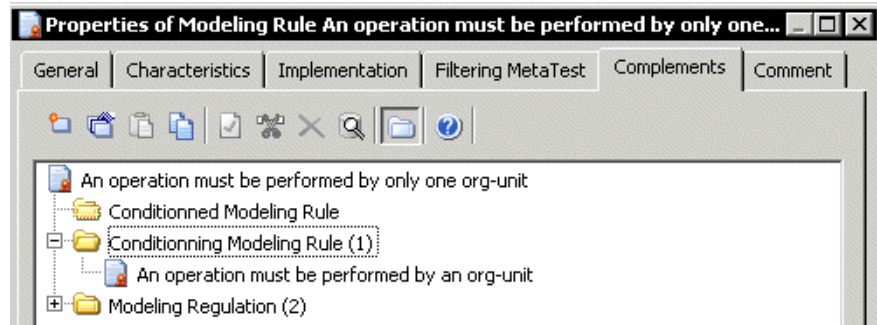 Properties of Modeling Rule An operation must be performed by only one...
General Characteristics Implementation Filtering MetaTest Complements Comment
An operation must be performed by only one org-unit
Conditionned Modeling Rule
Conditionning Modeling Rule (1)
An operation must be performed by an org-unit
Modeling Regulation (2)